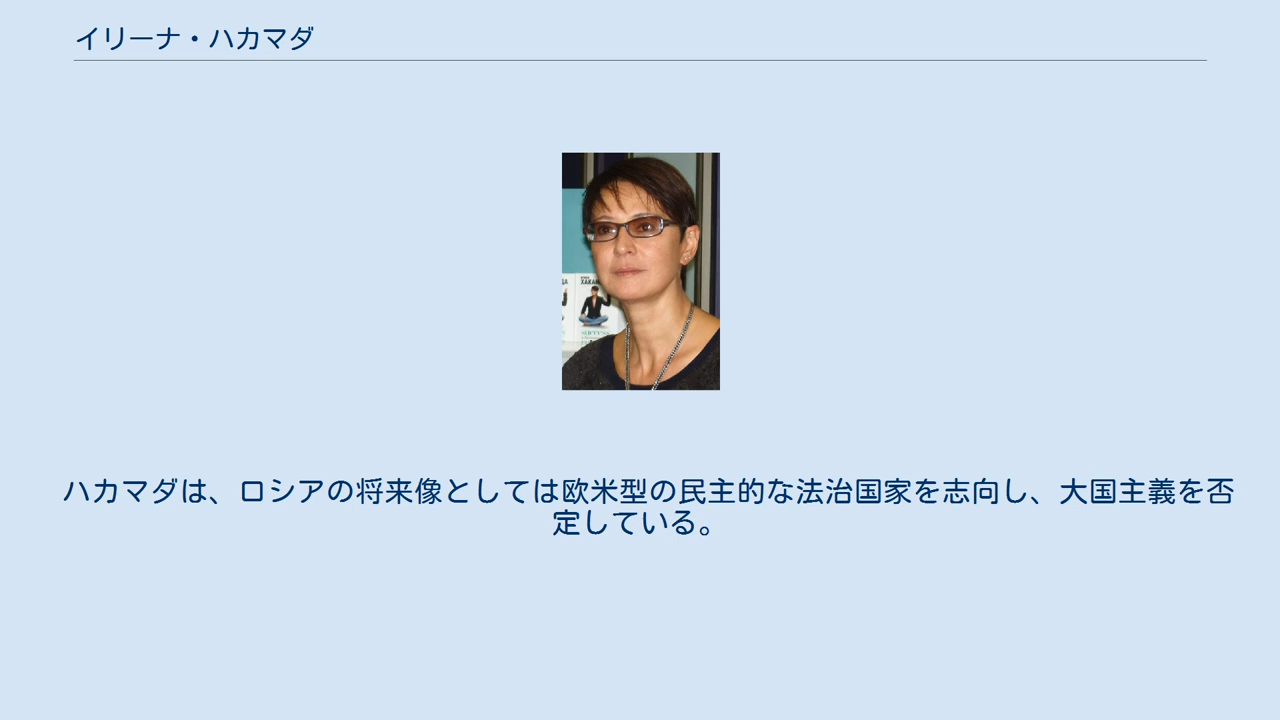 イリーナ・ハカマダ
ХАКАМ
success
ハカマダは、ロシアの将来像としては欧米型の民主的な法治国家を志向し、大国主義を否
定している。